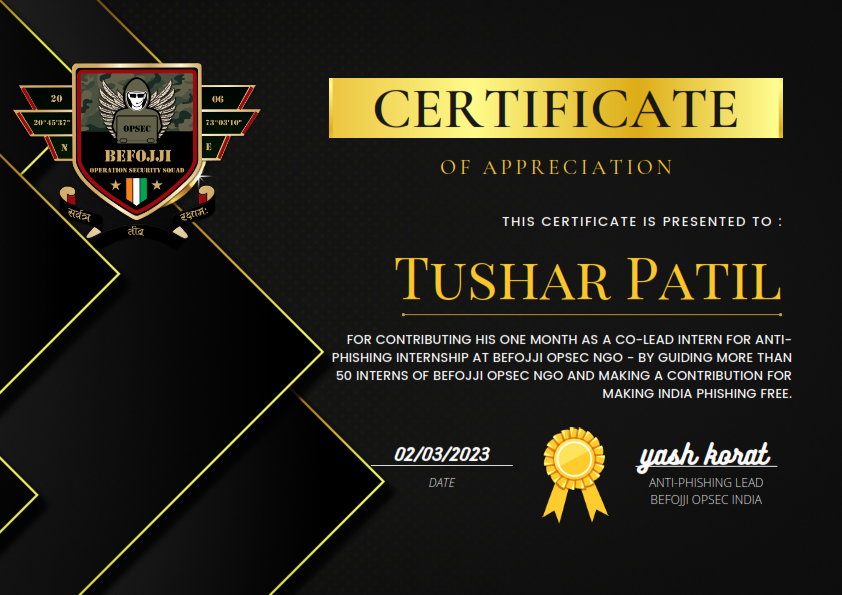 20
06
20°45'37"
73°03'10"
N
E
OPSEC
BEFOJJI
OPERATION SECURITY SQUAD
सर्वत्र
तीव्र
CERTIFICATE
OF APPRECIATION
THIS CERTIFICATE IS PRESENTED TO :
TUSHAR PATIL
FOR CONTRIBUTING HIS ONE MONTH AS A CO-LEAD INTERN FOR ANTI-
PHISHING INTERNSHIP AT BEFOJJI OPSEC NGO - BY GUIDING MORE THAN
50 INTERNS OF BEFOJJI OPSEC NGO AND MAKING A CONTRIBUTION FOR
MAKING INDIA PHISHING FREE.
02/03/2023
DATE
yash korat
ANTI-PHISHING LEAD
BEFOJJI OPSEC INDIA